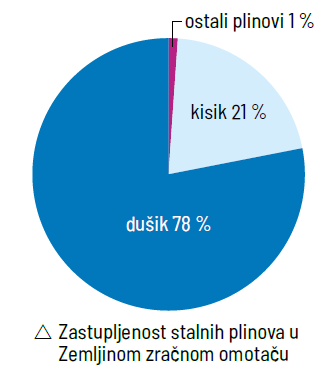 ostali plinovi 1 %
kisik 21 %
dušik 78 %
△ Zastupljenost stalnih plinova u
Zemljinom zračnom omotaču